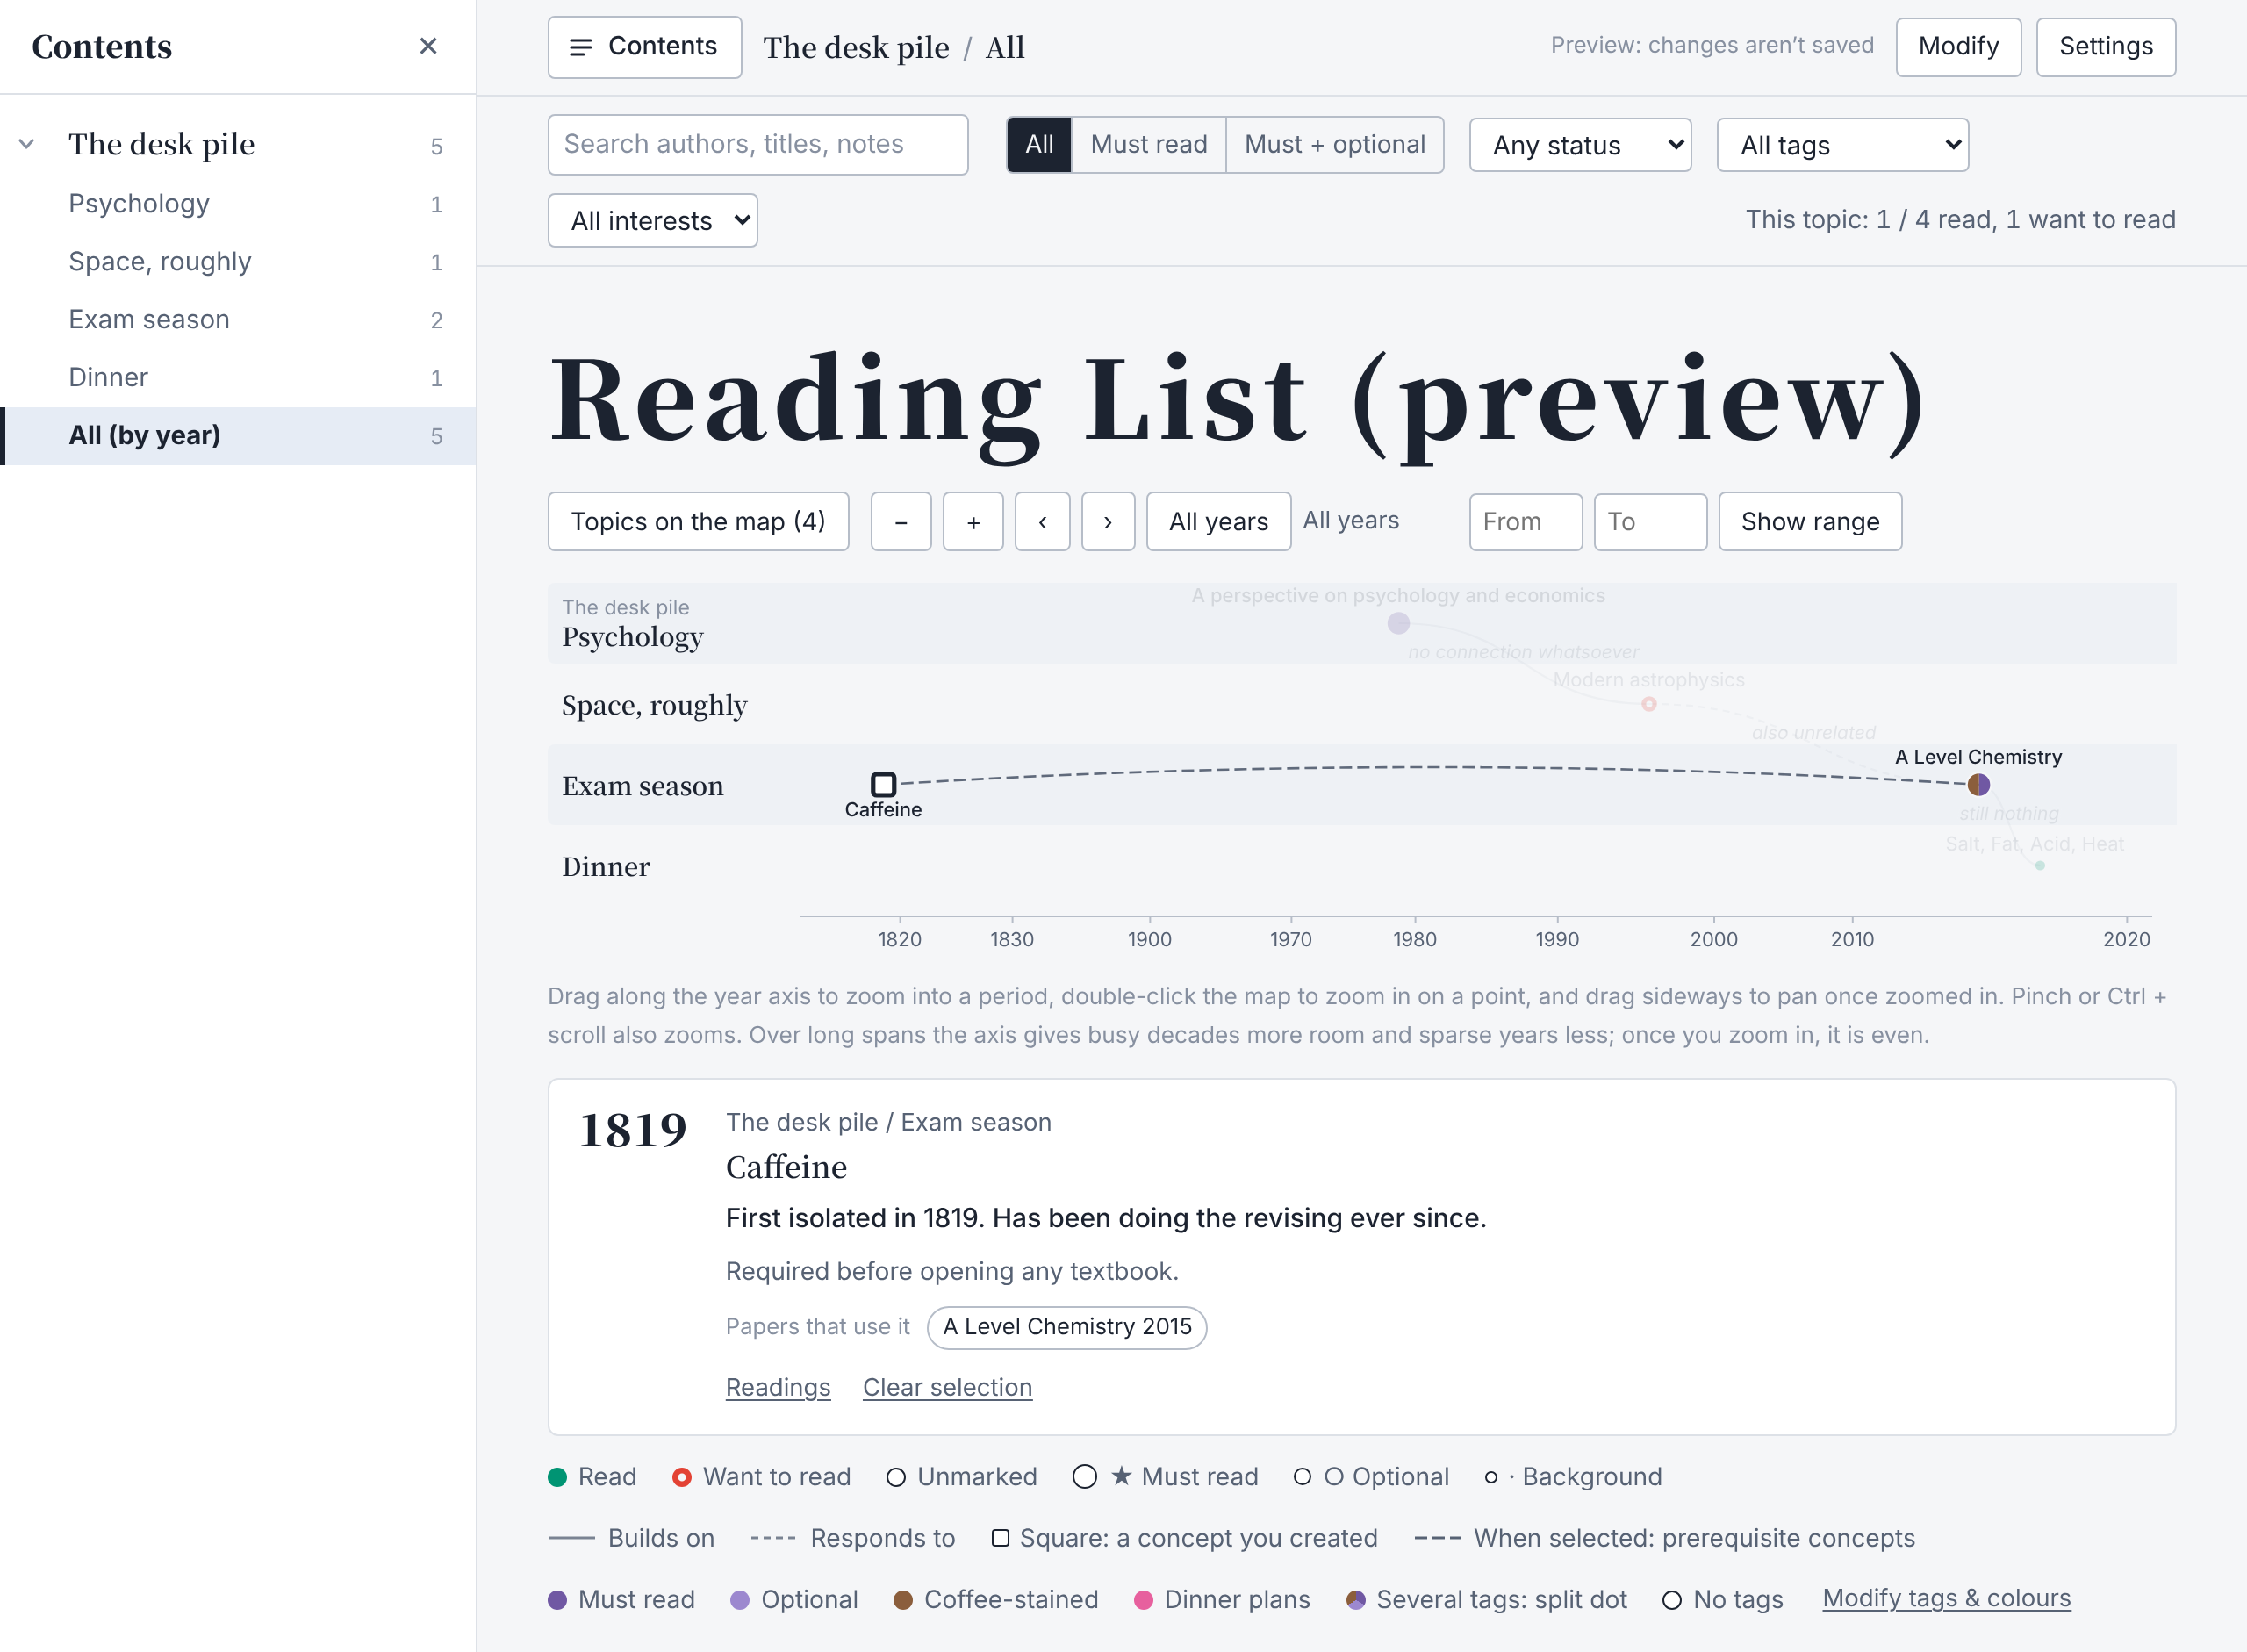 Contents ✕
The desk pile 5
Psychology 1
Space, roughly 1
Exam season 2
Dinner 1
All (by year) 5
Contents The desk pile / All
Preview: changes aren’t saved Modify Settings
Search authors, titles, notes All Must read Must + optional Any status All tags
All interests This topic: 1 / 4 read, 1 want to read
Reading List (preview)
Topics on the map (4) − + ‹ › All years All years From To Show range
The desk pile
Psychology
A perspective on psychology and economics
no connection whatsoever
Modern astrophysics
Space, roughly
also unrelated
A Level Chemistry
Exam season
Caffeine
still nothing
Salt, Fat, Acid, Heat
Dinner
1820 1830 1900 1970 1980 1990 2000 2010 2020
Drag along the year axis to zoom into a period, double-click the map to zoom in on a point, and drag sideways to pan once zoomed in. Pinch or Ctrl +
scroll also zooms. Over long spans the axis gives busy decades more room and sparse years less; once you zoom in, it is even.
1819 The desk pile / Exam season
Caffeine
First isolated in 1819. Has been doing the revising ever since.
Required before opening any textbook.
Papers that use it A Level Chemistry 2015
Readings Clear selection
Read Want to read Unmarked ★ Must read Optional · Background
Builds on Responds to Square: a concept you created When selected: prerequisite concepts
Must read Optional Coffee-stained Dinner plans Several tags: split dot No tags Modify tags & colours